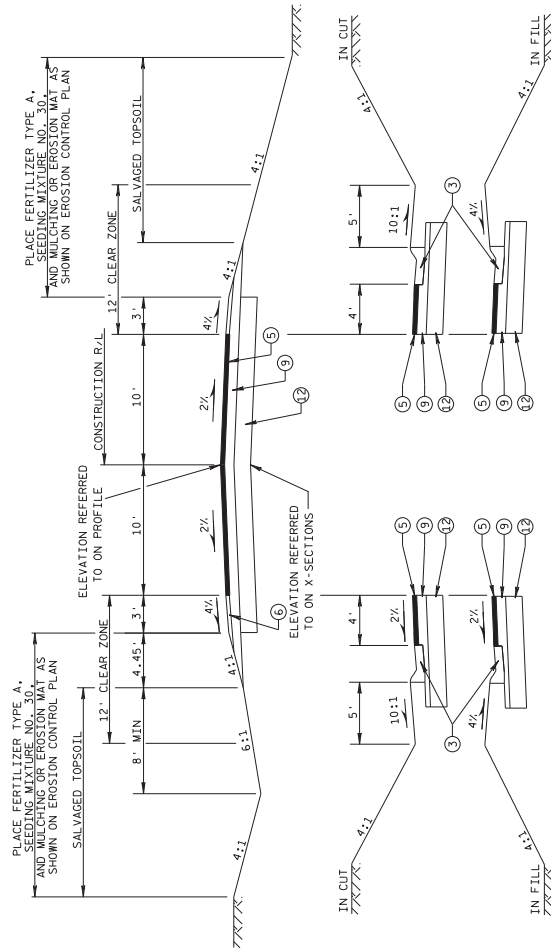 PLACE FERTILIZER TYPE A,
SEEDING MIXTURE NO. 30,
AND MULCHING OR EROSION MAT AS
SHOWN ON EROSION CONTROL PLAN
SALVAGED TOPSOIL
12' CLEAR ZONE
8' MIN
4.45'
3'
10'
ELEVATION REFERRED
TO ON PROFILE
CONSTRUCTION R/L
10'
3'
12' CLEAR ZONE
SALVAGED TOPSOIL
PLACE FERTILIZER TYPE A,
SEEDING MIXTURE NO. 30,
AND MULCHING OR EROSION MAT AS
SHOWN ON EROSION CONTROL PLAN
4:1
6:1
4:1
4%
2%
2%
4%
4:1
4:1
6
5
9
12
ELEVATION REFERRED
TO ON X-SECTIONS
IN CUT
4:1
5'
4'
10:1
2%
5
9
12
3
IN FILL
4:1
4%
2%
5
9
12
4'
5'
5
9
12
10:1
4:1
IN CUT
3
5
9
12
4%
4:1
IN FILL